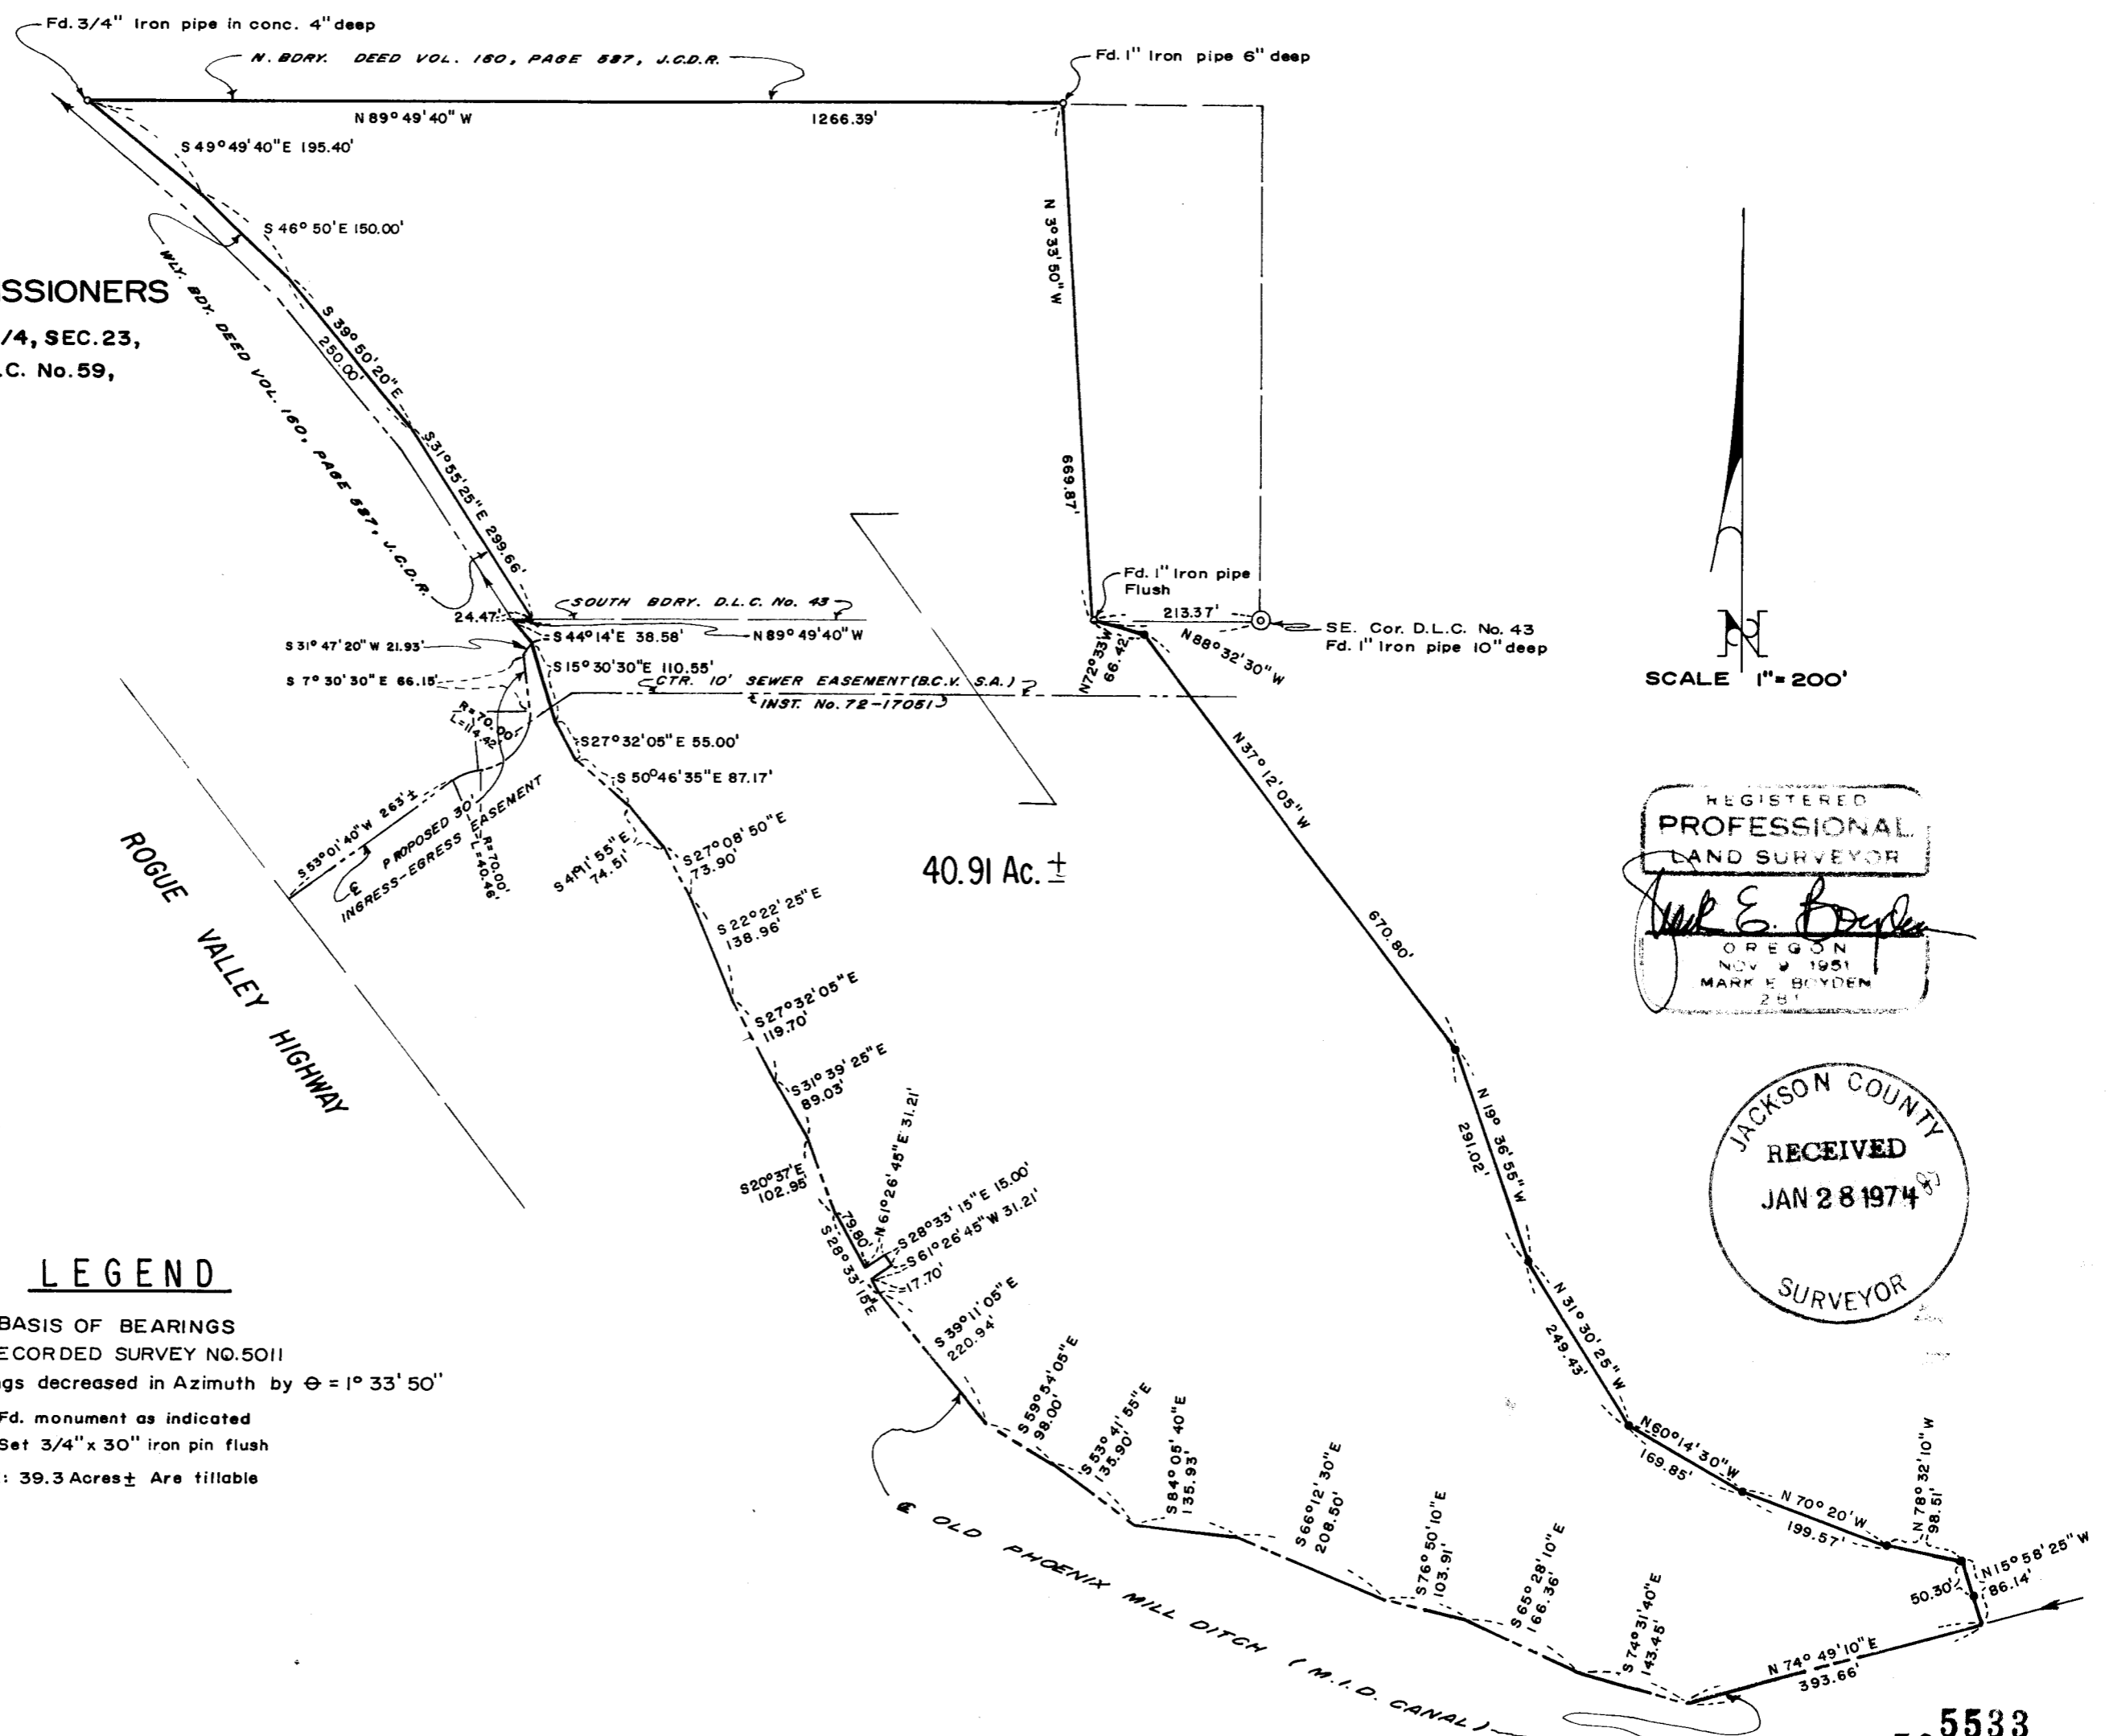 Fd. 3/4" Iron pipe in conc. 4" deep
N. BDRY. DEED VOL. 160, PAGE 587, J.C.D.R.
Fd. 1" Iron pipe 6" deep
N 89° 49' 40" W
1266.39'
S 49° 49' 40" E 195.40'
S 46° 50' E 150.00'
S 39° 50' 20" E
250.00'
WLY. BDY. DEED VOL. 160, PAGE 587, J.C.D.R.
S 31° 55' 25" E 299.66'
N 3° 33' 50" W
669.87'
SSIONERS
/4, SEC. 23,
.C. No. 59,
Fd. 1" Iron pipe
Flush
213.37'
N 88° 32' 30" W
SE. Cor. D.L.C. No. 43
Fd. 1" Iron pipe 10" deep
N72° 33' W
66.42'
SOUTH BDRY. D.L.C. No. 43
N 89° 49' 40" W
24.47'
S 44° 14' E 38.58'
S 31° 47' 20" W 21.93'
S 15° 30' 30" E 110.55'
S 7° 30' 30" E 66.15'
CTR. 10' SEWER EASEMENT (B.C.V. S.A.)
INST. No. 72-17051
R=70.00'
L=114.42'
S 27° 32' 05" E 55.00'
S 50° 46' 35" E 87.17'
S 53° 01' 40" W 263' ±
℄ PROPOSED 30'
INGRESS-EGRESS EASEMENT
R=70.00'
L=40.46'
ROGUE VALLEY HIGHWAY
74.51'
S 27° 08' 50" E
73.90'
S 22° 22' 25" E
138.96'
S 27° 32' 05" E
119.70'
S 31° 39' 25" E
89.03'
S 20° 37' E
102.95'
79.80'
S 28° 33' 15" E
N 61° 26' 45" E 31.21'
S 28° 33' 15" E 15.00'
S 61° 26' 45" W 31.21'
17.70'
S 39° 11' 05" E
220.94'
S 59° 54' 05" E
98.00'
S 53° 41' 55" E
135.90'
S 84° 05' 40" E
135.93'
S 66° 12' 30" E
208.50'
S 76° 50' 10" E
103.91'
S 65° 28' 10" E
166.36'
S 74° 31' 40" E
143.45'
℄ OLD PHOENIX MILL DITCH (M.I.D. CANAL)
N 74° 49' 10" E
393.66'
N 15° 58' 25" W
86.14'
50.30'
N 78° 32' 10" W
98.51'
N 70° 20' W
199.57'
N 60° 14' 30" W
169.85'
N 31° 30' 25" W
249.43'
N 19° 36' 55" W
291.02'
N 37° 12' 05" W
670.80'
40.91 Ac. ±
N
SCALE 1" = 200'
REGISTERED
PROFESSIONAL
LAND SURVEYOR
Mark E. Boyden
OREGON
NOV 9 1951
MARK E. BOYDEN
JACKSON COUNTY
RECEIVED
JAN 28 1974
SURVEYOR
LEGEND
BASIS OF BEARINGS
ECORDED SURVEY NO. 5011
gs decreased in Azimuth by θ = 1° 33' 50"
Fd. monument as indicated
Set 3/4" x 30" iron pin flush
: 39.3 Acres ± Are tillable
5533